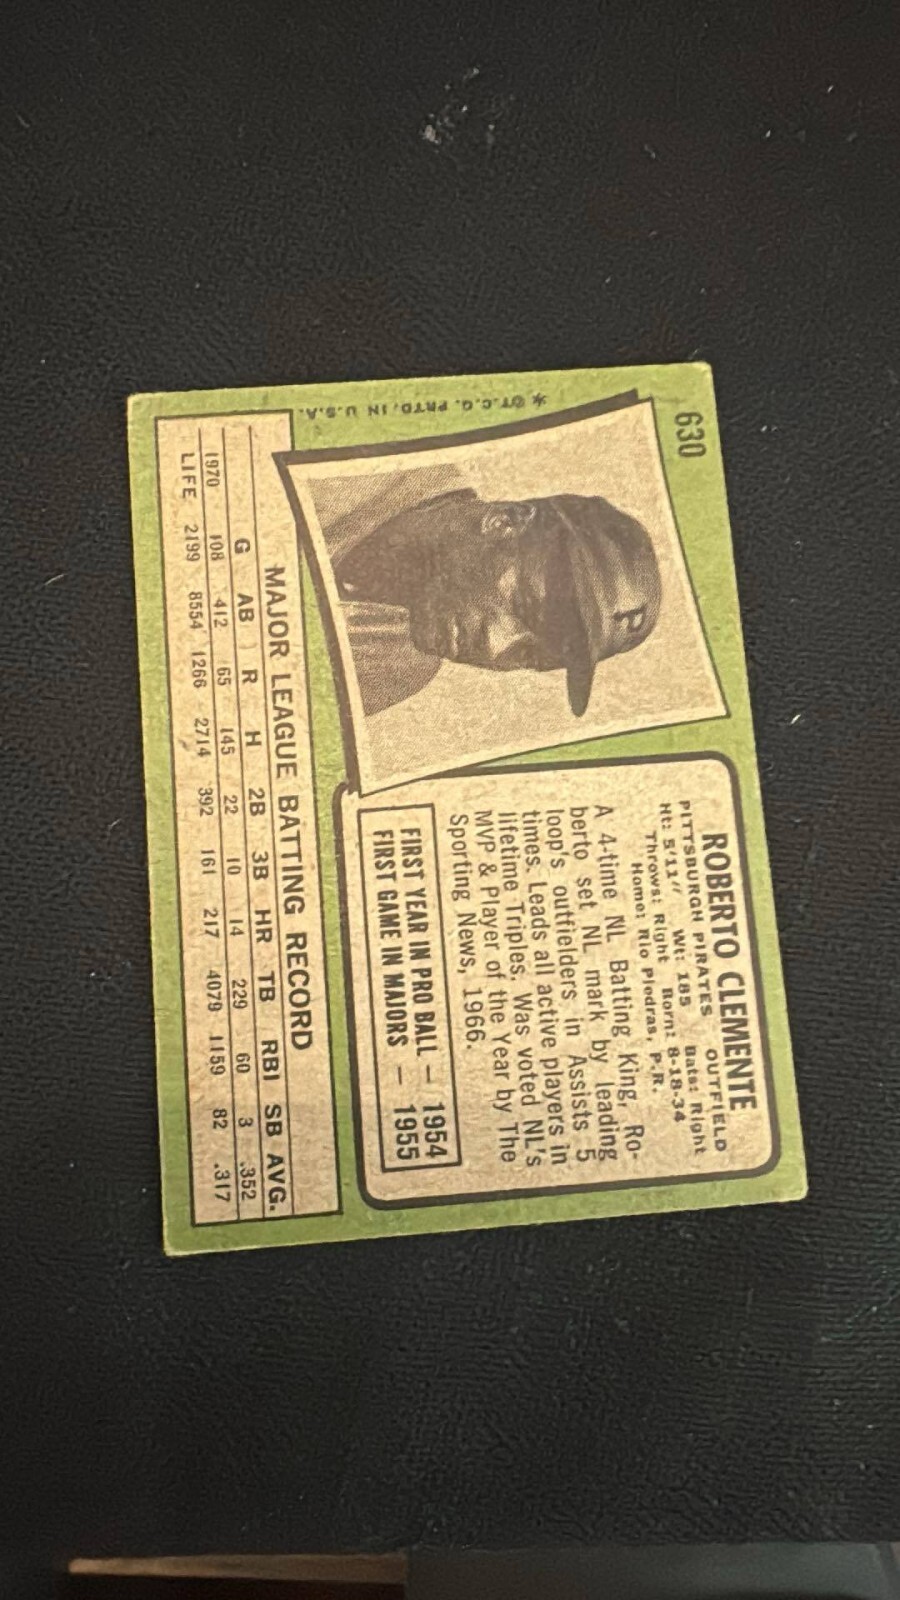 630
* ©T.C.G. PRTD. IN U.S.A.
P
ROBERTO CLEMENTE
PITTSBURGH PIRATES OUTFIELD
Ht: 5'11" Wt: 185 Bats: Right
Throws: Right Born: 8-18-34
Home: Rio Piedras, P.R.
A 4-time NL Batting King, Ro-
berto set NL mark by leading
loop's outfielders in Assists 5
times. Leads all active players in
lifetime Triples. Was voted NL's
MVP & Player of the Year by The
Sporting News, 1966.
FIRST YEAR IN PRO BALL — 1954
FIRST GAME IN MAJORS — 1955
MAJOR LEAGUE BATTING RECORD
G AB R H 2B 3B HR TB RBI SB AVG.
1970 108 412 65 145 22 10 14 229 60 3 .352
LIFE 2199 8554 1266 2714 392 161 217 4079 1159 82 .317